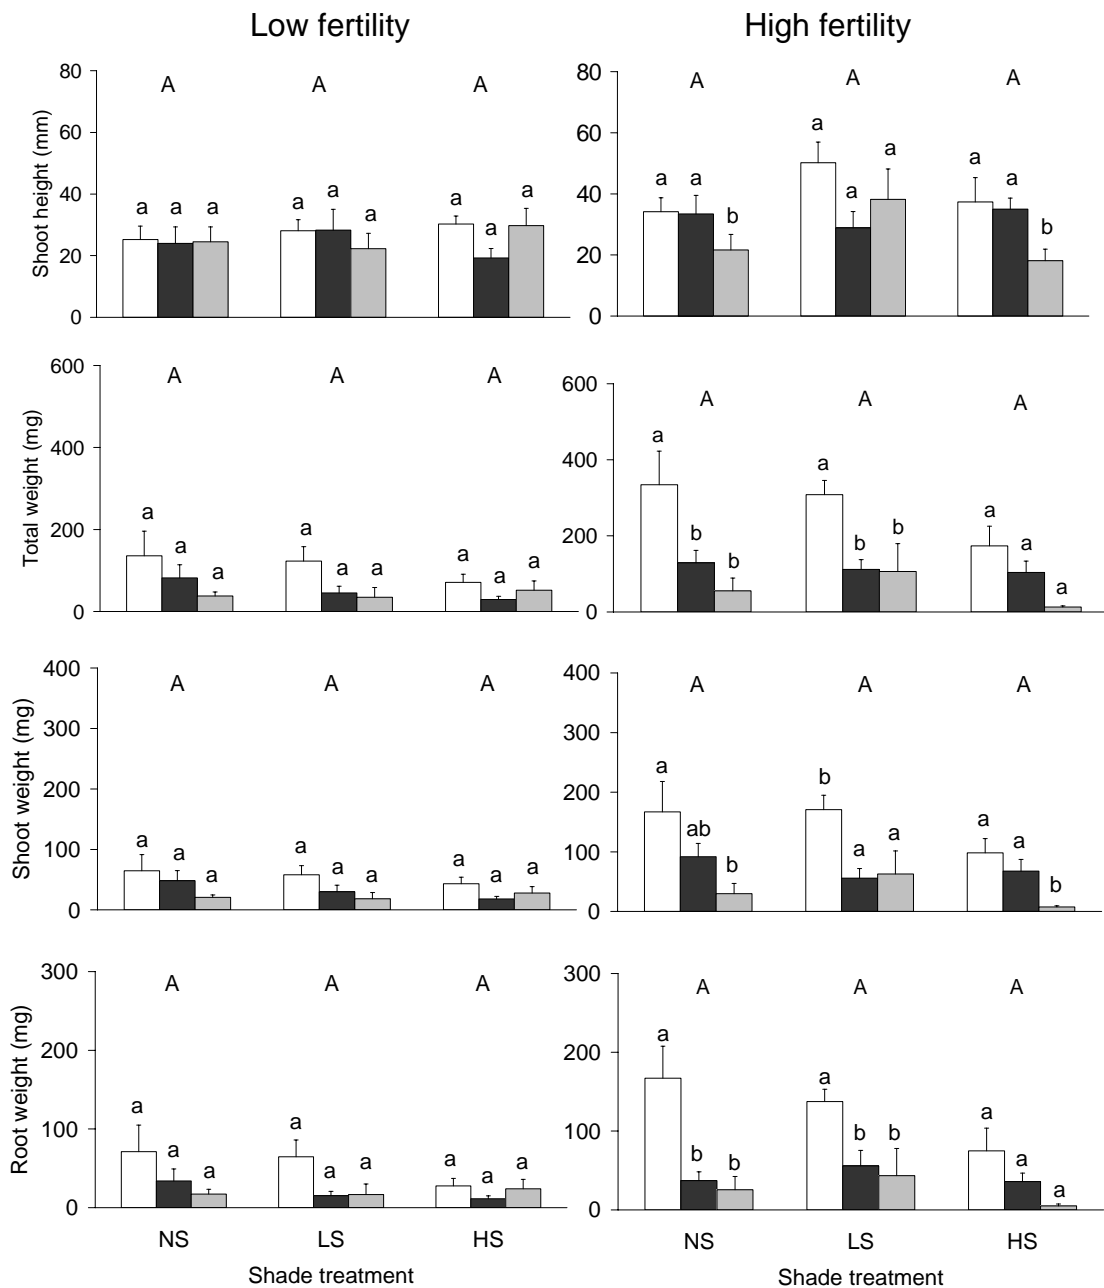 Low fertility High fertility
Shoot height (mm)
80
60
40
20
0
A A A
a a a a a a a a a
80
60
40
20
0
A A A
a a b a a a a a b
Total weight (mg)
600
400
200
0
A A A
a a a a a a a a a
600
400
200
0
A A A
a b b a b b a a a
Shoot weight (mg)
400
300
200
100
0
A A A
a a a a a a a a a
400
300
200
100
0
A A A
a ab b b a a a a b
Root weight (mg)
300
200
100
0
A A A
a a a a a a a a a
300
200
100
0
A A A
a b b a b b a a a
NS LS HS
NS LS HS
Shade treatment
Shade treatment